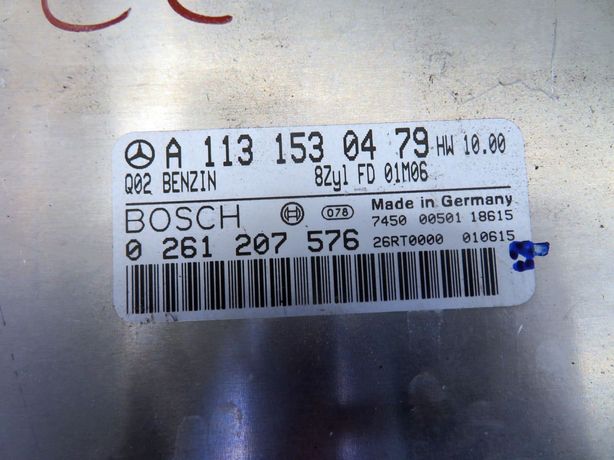 A 113 153 04 79 HW 10.00
Q02 BENZIN 8Zyl FD 01M06
BOSCH 078 Made in Germany
7450 00501 18615
0 261 207 576 26RT0000 010615